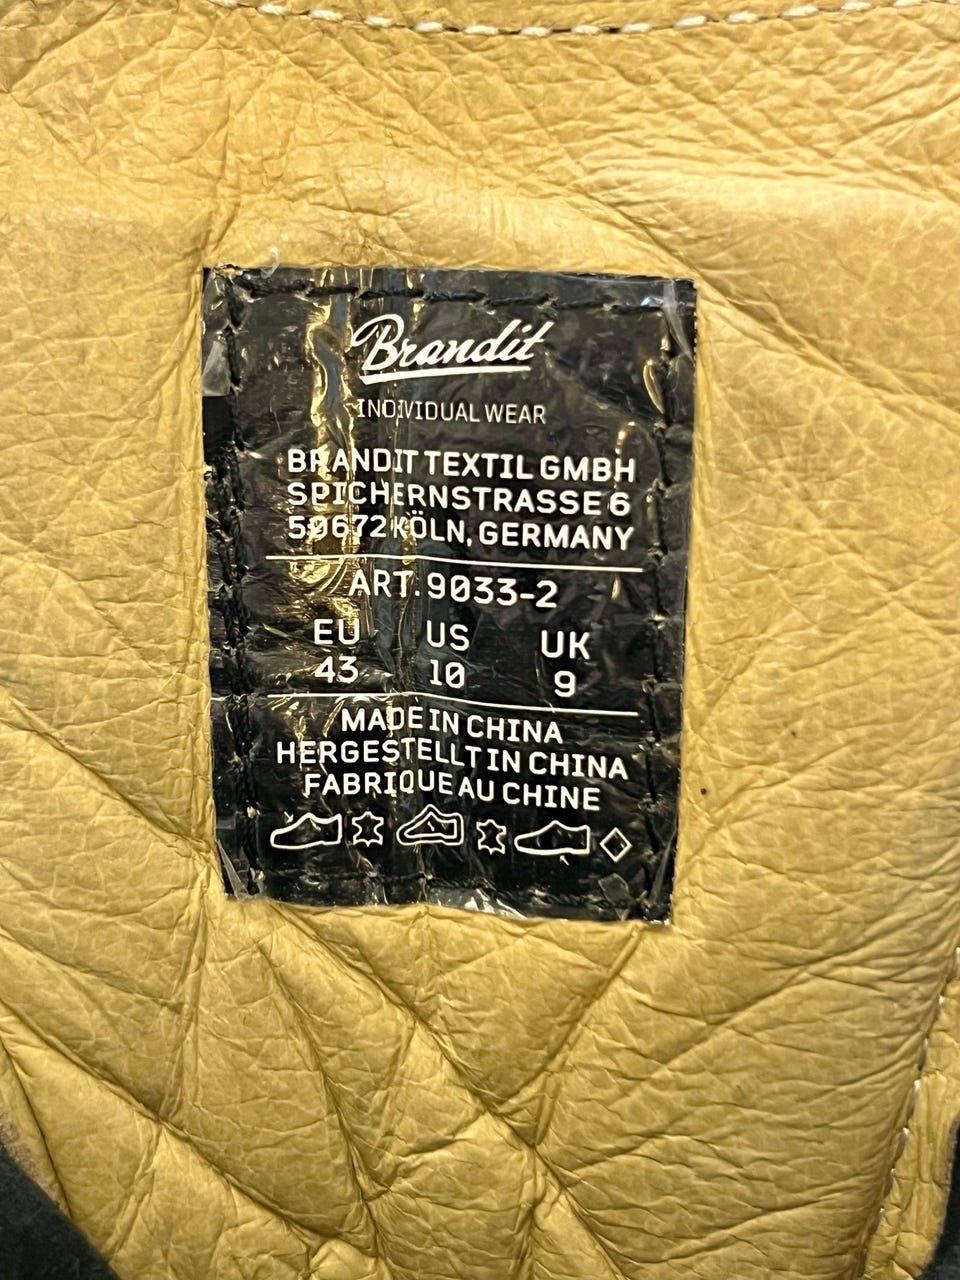 Brandit
INDIVIDUAL WEAR
BRANDIT TEXTIL GMBH
SPICHERNSTRASSE 6
50672 KÖLN, GERMANY
ART. 9033-2
EU US UK
43 10 9
MADE IN CHINA
HERGESTELLT IN CHINA
FABRIQUE AU CHINE